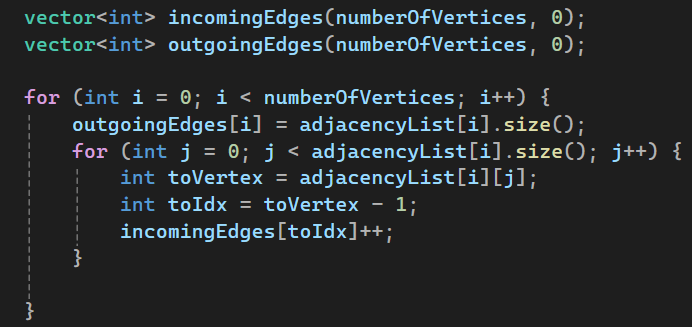 vector<int> incomingEdges(numberOfVertices, 0);
vector<int> outgoingEdges(numberOfVertices, 0);

for (int i = 0; i < numberOfVertices; i++) {
    outgoingEdges[i] = adjacencyList[i].size();
    for (int j = 0; j < adjacencyList[i].size(); j++) {
        int toVertex = adjacencyList[i][j];
        int toIdx = toVertex - 1;
        incomingEdges[toIdx]++;
    }

}